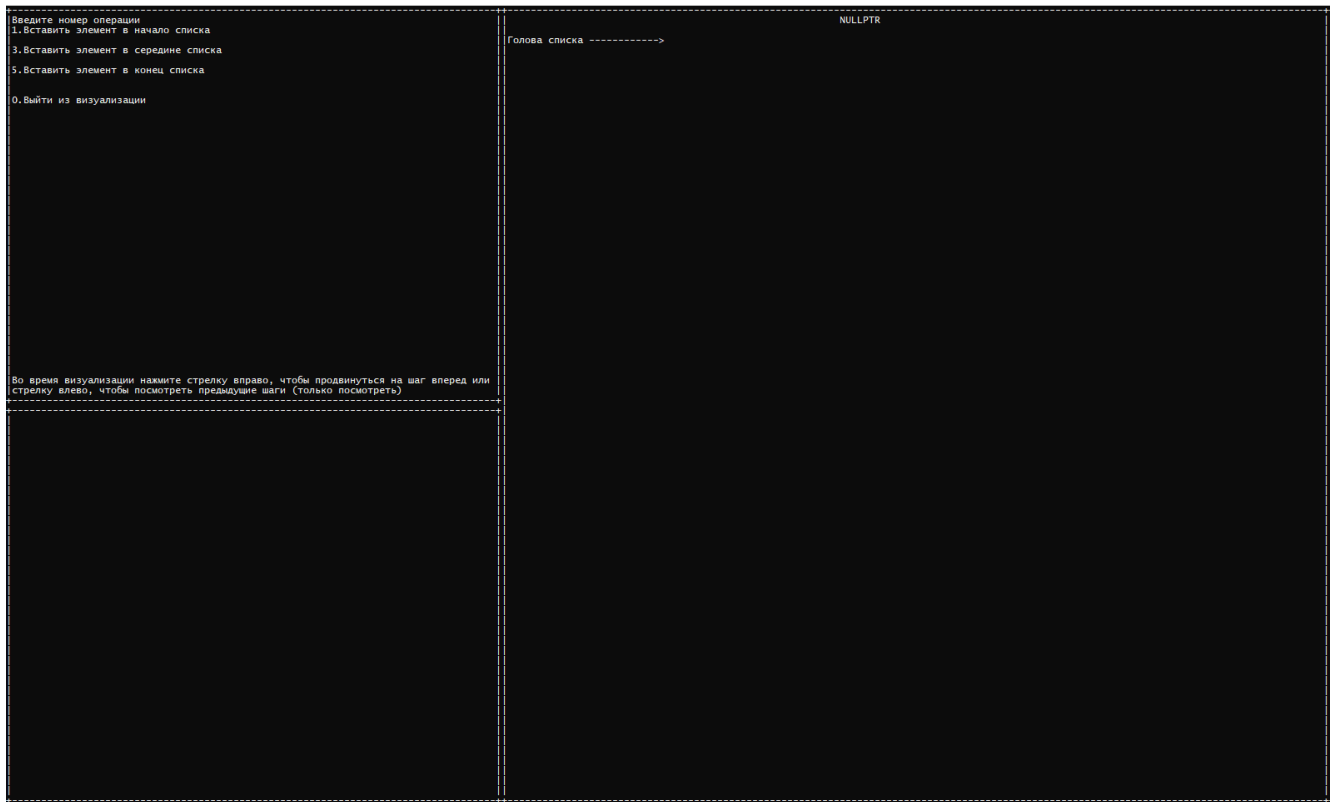 Введите номер операции
1.Вставить элемент в начало списка
3.Вставить элемент в середине списка
5.Вставить элемент в конец списка
0.Выйти из визуализации
Во время визуализации нажмите стрелку вправо, чтобы продвинуться на шаг вперед или
стрелку влево, чтобы посмотреть предыдущие шаги (только посмотреть)
NULLPTR
Голова списка ------------>